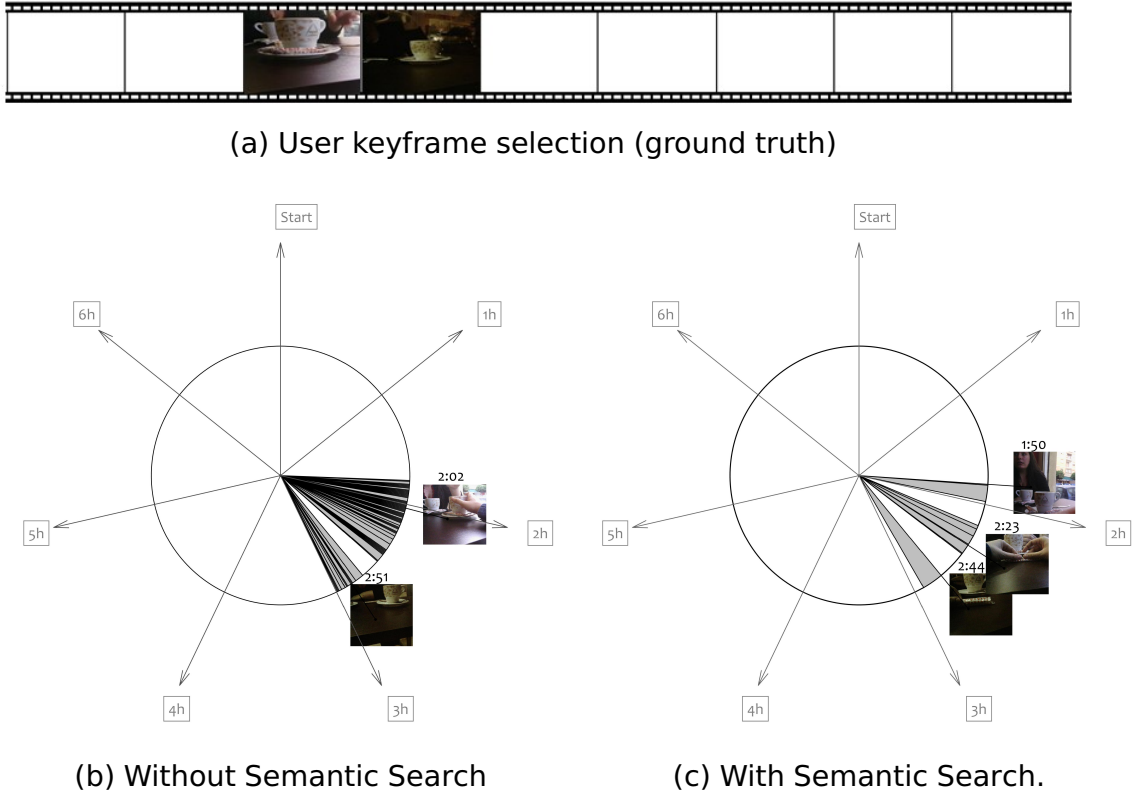 (a) User keyframe selection (ground truth)
Start
6h
1h
2:02
5h
2h
2:51
4h
3h
(b) Without Semantic Search
Start
6h
1h
1:50
5h
2h
2:23
2:44
4h
3h
(c) With Semantic Search.